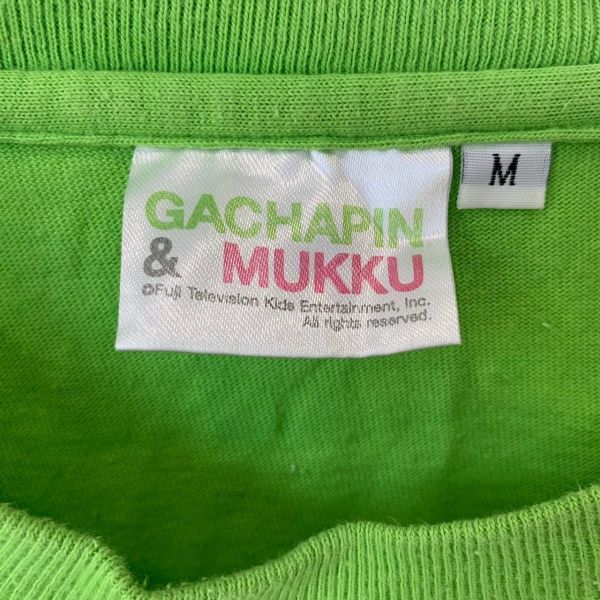 GACHAPIN
& MUKKU
©Fuji Television Kids Entertainment, Inc.
All rights reserved.
M